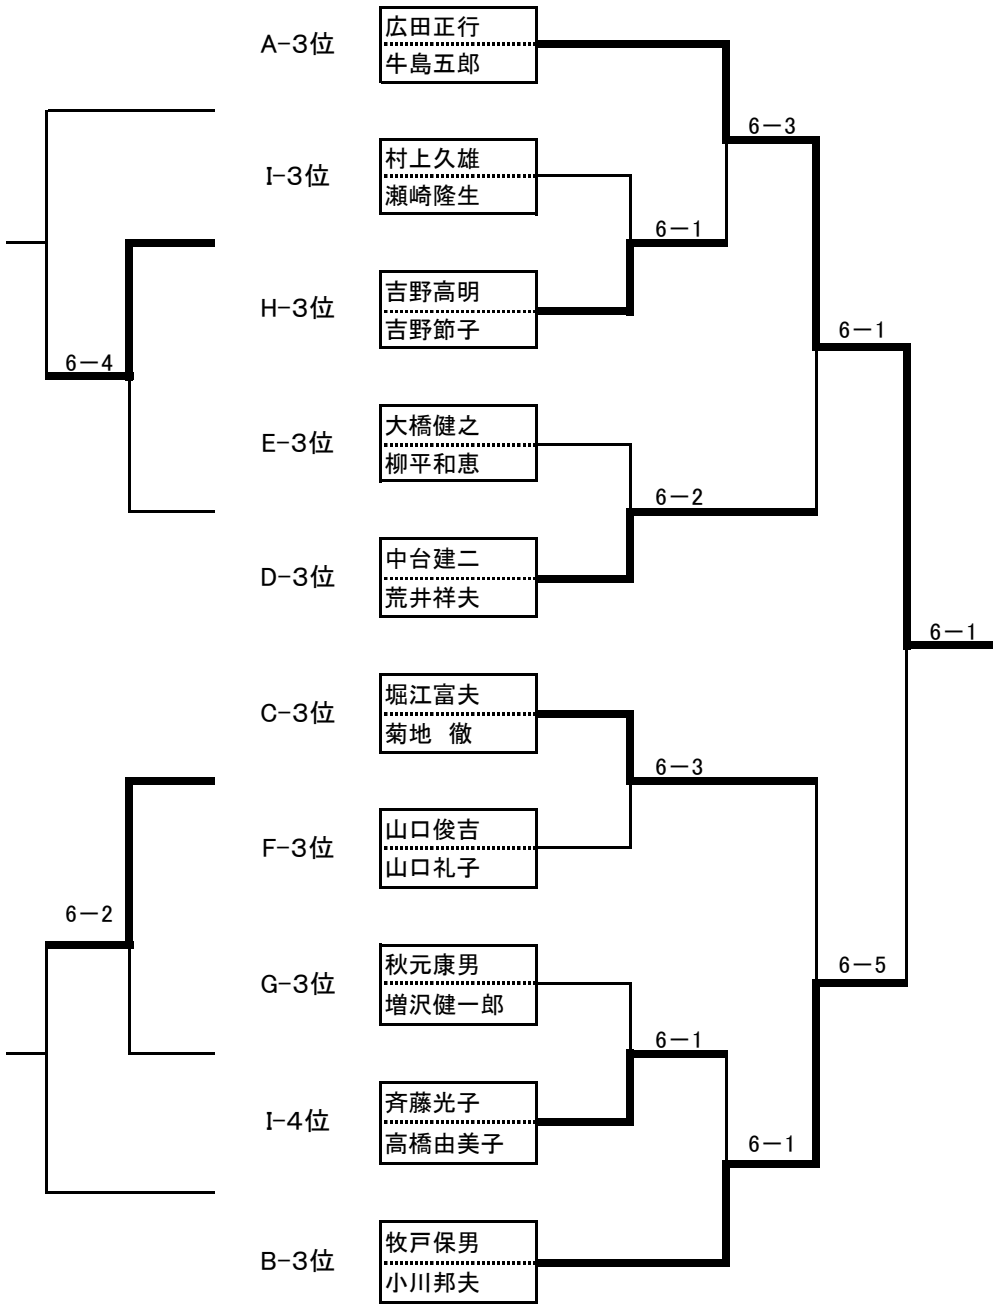 A-3位
広田正行
牛島五郎
6-3
I-3位
村上久雄
瀬崎隆生
6-1
H-3位
吉野高明
吉野節子
6-1
6-4
E-3位
大橋健之
柳平和恵
6-2
D-3位
中台建二
荒井祥夫
6-1
C-3位
堀江富夫
菊地 徹
6-3
F-3位
山口俊吉
山口礼子
6-2
G-3位
秋元康男
増沢健一郎
6-5
6-1
I-4位
斉藤光子
高橋由美子
6-1
B-3位
牧戸保男
小川邦夫